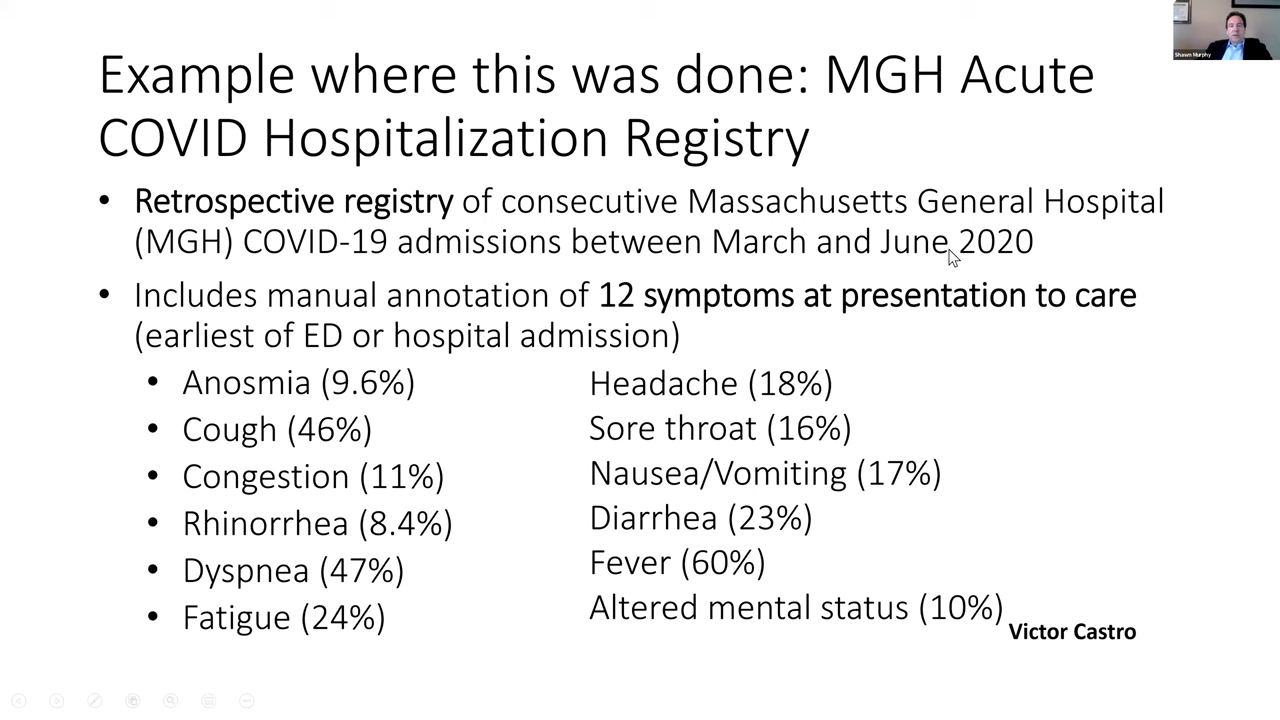 Example where this was done: MGH Acute
COVID Hospitalization Registry
• Retrospective registry of consecutive Massachusetts General Hospital
(MGH) COVID-19 admissions between March and June 2020
• Includes manual annotation of 12 symptoms at presentation to care
(earliest of ED or hospital admission)
• Anosmia (9.6%)
• Cough (46%)
• Congestion (11%)
• Rhinorrhea (8.4%)
• Dyspnea (47%)
• Fatigue (24%)
Headache (18%)
Sore throat (16%)
Nausea/Vomiting (17%)
Diarrhea (23%)
Fever (60%)
Altered mental status (10%)
Victor Castro
Shawn Murphy